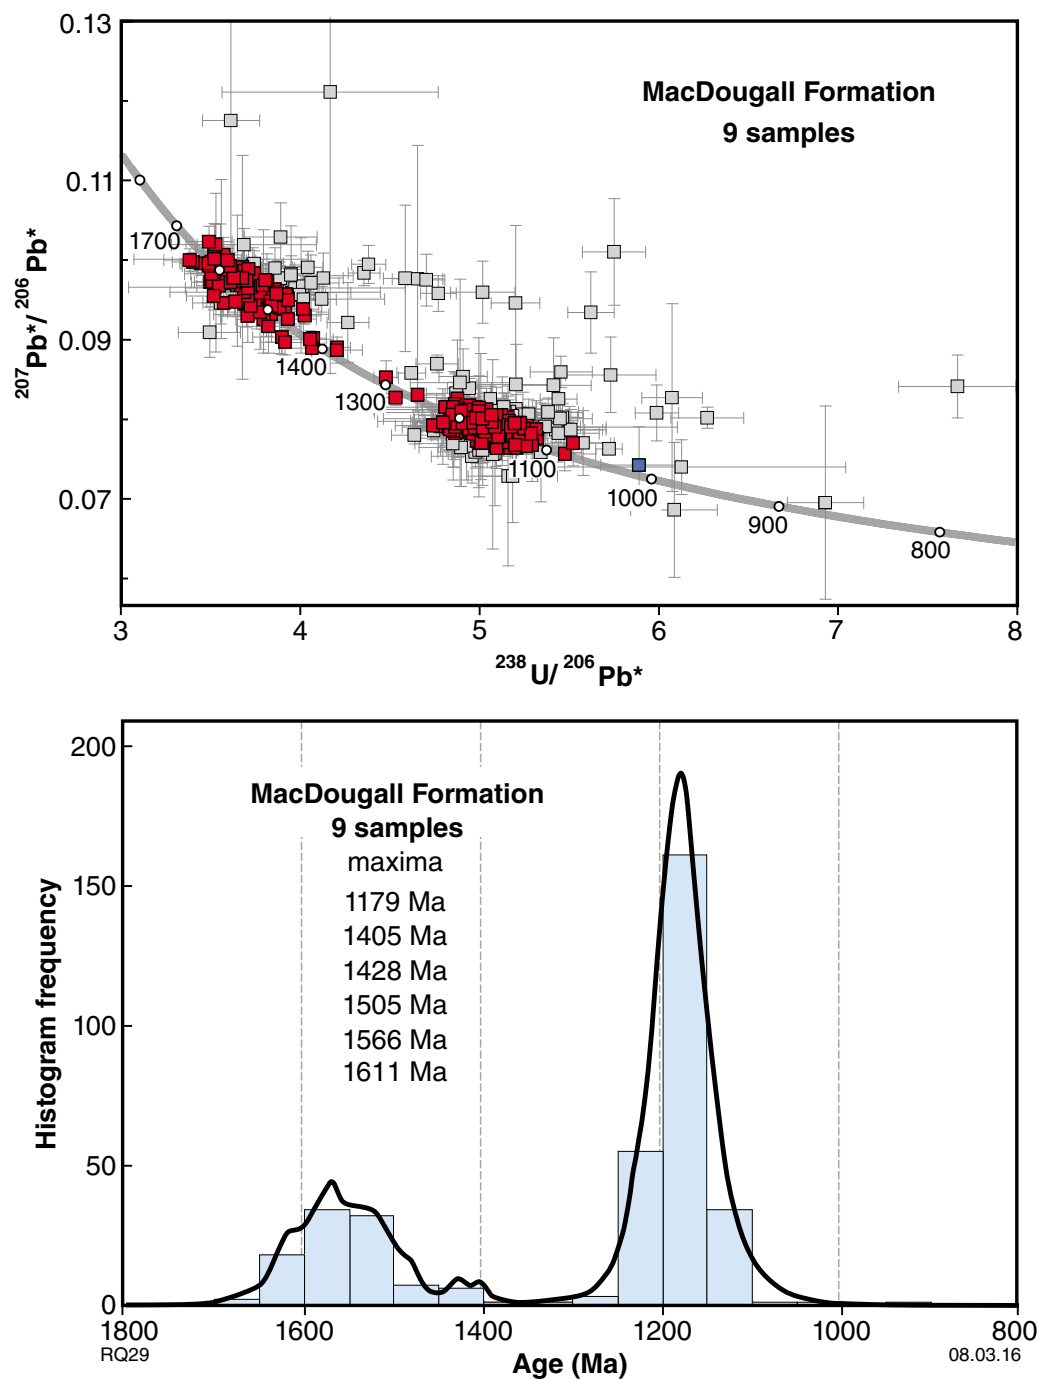 0.13
MacDougall Formation
9 samples
0.11
1700
207Pb*/ 206Pb*
0.09
1400
1300
1100
0.07
1000
900
800
3 4 5 6 7 8
238U/ 206Pb*
200
MacDougall Formation
9 samples
maxima
150
1179 Ma
1405 Ma
1428 Ma
1505 Ma
100
1566 Ma
1611 Ma
Histogram frequency
50
0
1800 1600 1400 1200 1000 800
RQ29
Age (Ma)
08.03.16